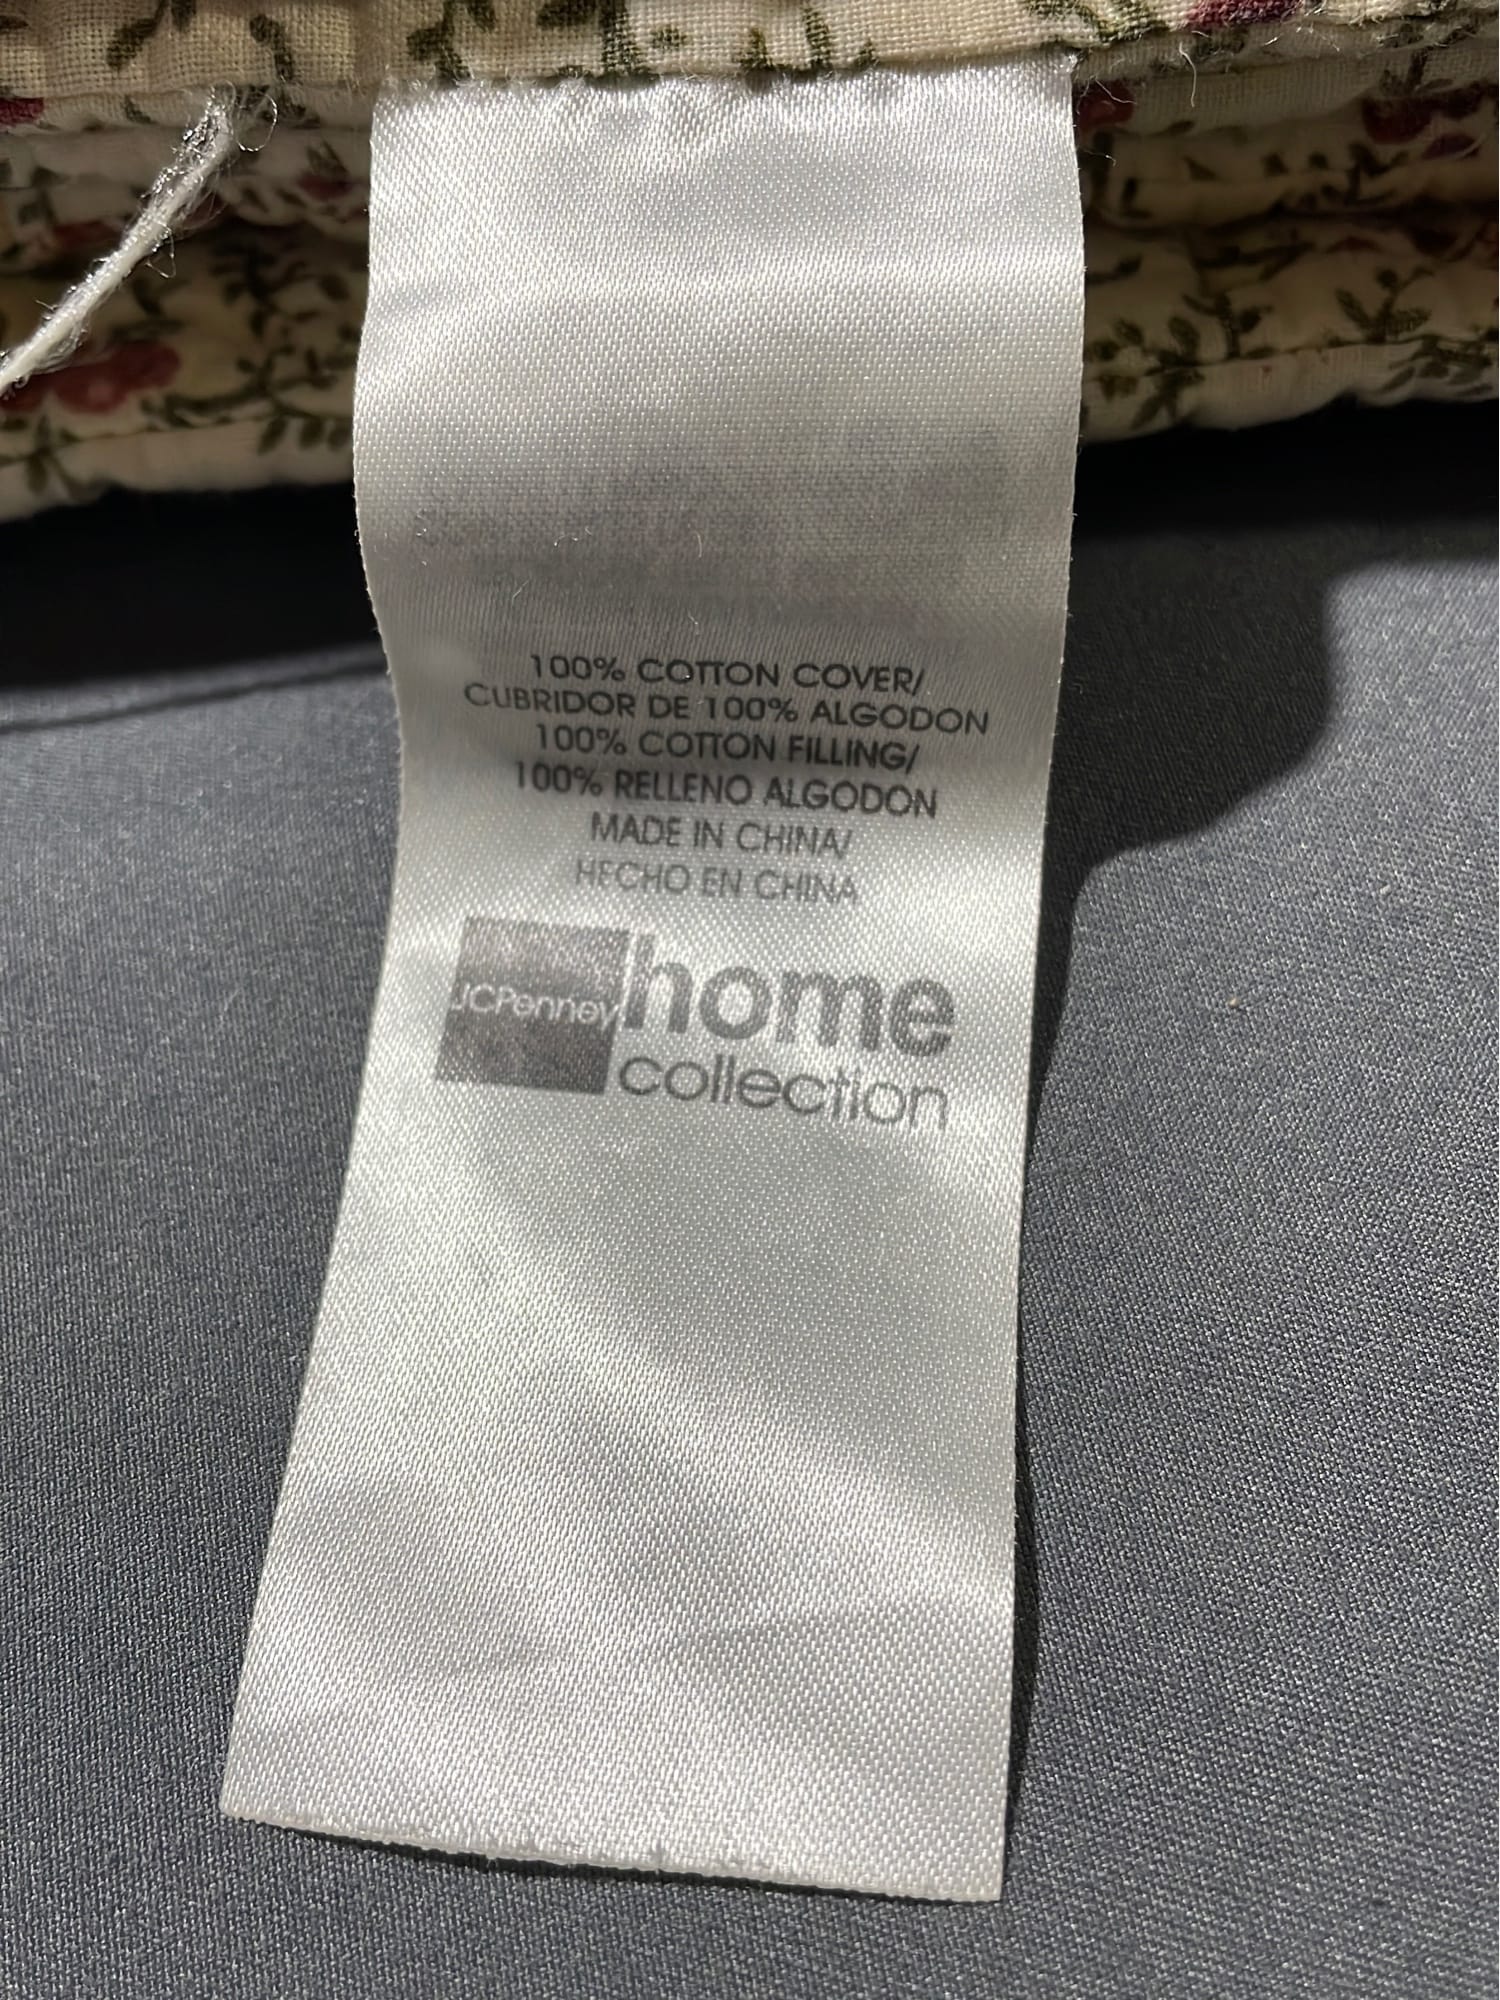 100% COTTON COVER/
CUBRIDOR DE 100% ALGODON
100% COTTON FILLING/
100% RELLENO ALGODON
MADE IN CHINA/
HECHO EN CHINA
JCPenney home
collection